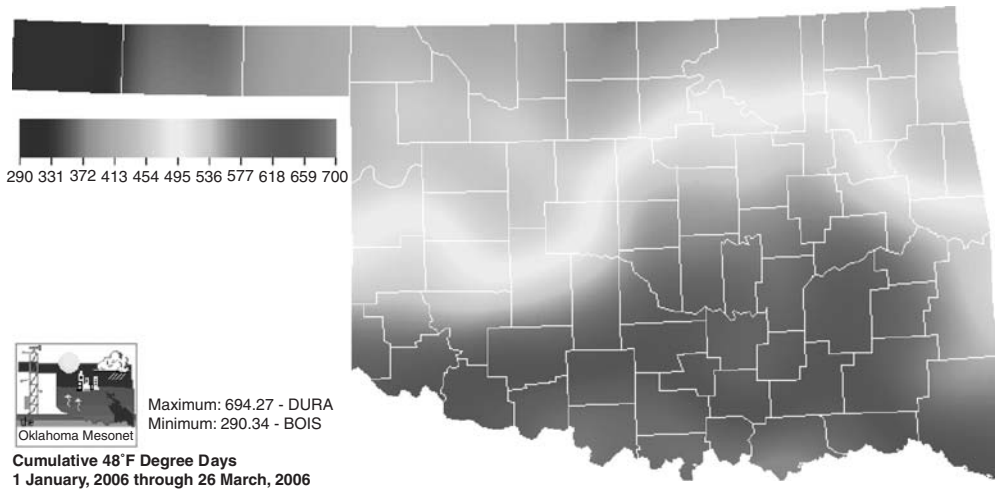 290 331 372 413 454 495 536 577 618 659 700
Oklahoma Mesonet
Maximum: 694.27 - DURA
Minimum: 290.34 - BOIS
Cumulative 48°F Degree Days
1 January, 2006 through 26 March, 2006